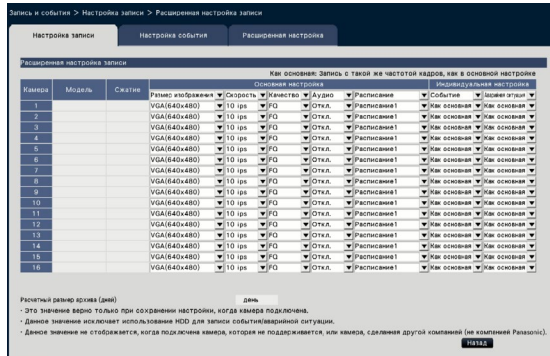 Запись и события > Настройка записи > Расширенная настройка записи
Настройка записи Настройка события Расширенная настройка
Расширенная настройка записи
Как основная: Запись с такой же частотой кадров, как в основной настройке
Камера Модель Сжатие Основная настройка Индивидуальная настройка
Размер изображения Скорость Качество Аудио Расписание Событие Аварийная ситуация
1 VGA(640x480) 10 ips FQ Откл. Расписание1 Как основная Как основная
2 VGA(640x480) 10 ips FQ Откл. Расписание1 Как основная Как основная
3 VGA(640x480) 10 ips FQ Откл. Расписание1 Как основная Как основная
4 VGA(640x480) 10 ips FQ Откл. Расписание1 Как основная Как основная
5 VGA(640x480) 10 ips FQ Откл. Расписание1 Как основная Как основная
6 VGA(640x480) 10 ips FQ Откл. Расписание1 Как основная Как основная
7 VGA(640x480) 10 ips FQ Откл. Расписание1 Как основная Как основная
8 VGA(640x480) 10 ips FQ Откл. Расписание1 Как основная Как основная
9 VGA(640x480) 10 ips FQ Откл. Расписание1 Как основная Как основная
10 VGA(640x480) 10 ips FQ Откл. Расписание1 Как основная Как основная
11 VGA(640x480) 10 ips FQ Откл. Расписание1 Как основная Как основная
12 VGA(640x480) 10 ips FQ Откл. Расписание1 Как основная Как основная
13 VGA(640x480) 10 ips FQ Откл. Расписание1 Как основная Как основная
14 VGA(640x480) 10 ips FQ Откл. Расписание1 Как основная Как основная
15 VGA(640x480) 10 ips FQ Откл. Расписание1 Как основная Как основная
16 VGA(640x480) 10 ips FQ Откл. Расписание1 Как основная Как основная
Расчетный размер архива (дней) день
· Это значение верно только при сохранении настройки, когда камера подключена.
· Данное значение исключает использование HDD для записи события/аварийной ситуации.
· Данное значение не отображается, когда подключена камера, которая не поддерживается, или камера, сделанная другой компанией (не компанией Panasonic).
Назад